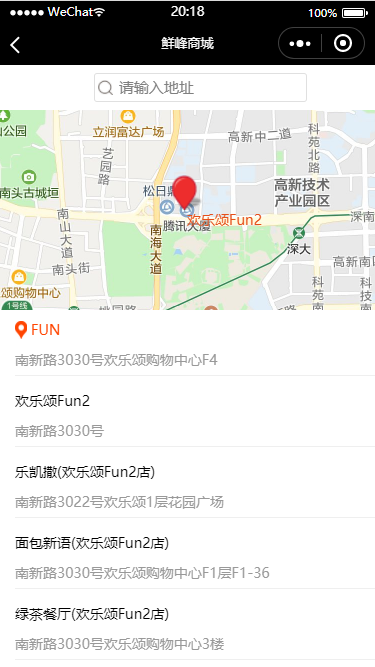 WeChat
20:18
100%
鲜峰商城
请输入地址
山公园
立润富达广场
艺园路
高新中二道
科苑北路
南头古城垣
松日鼎
高新技术
产业园区
欢乐颂Fun2
腾讯大厦
南山大道
南海大道
深南
深大
南头街
颂购物中心
1号线
桃园路
高新南
科苑南
FUN
南新路3030号欢乐颂购物中心F4
欢乐颂Fun2
南新路3030号
乐凯撒(欢乐颂Fun2店)
南新路3022号欢乐颂1层花园广场
面包新语(欢乐颂Fun2店)
南新路3030号欢乐颂购物中心F1层F1-36
绿茶餐厅(欢乐颂Fun2店)
南新路3030号欢乐颂购物中心3楼